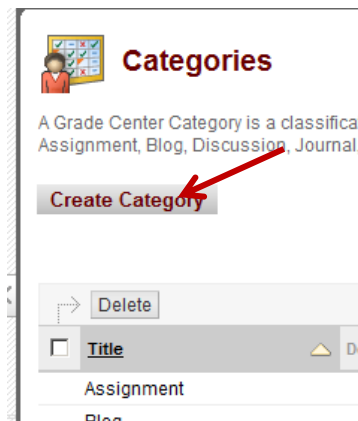 Categories
A Grade Center Category is a classifica
Assignment, Blog, Discussion, Journal,
Create Category
Delete
Title
Assignment
Blog